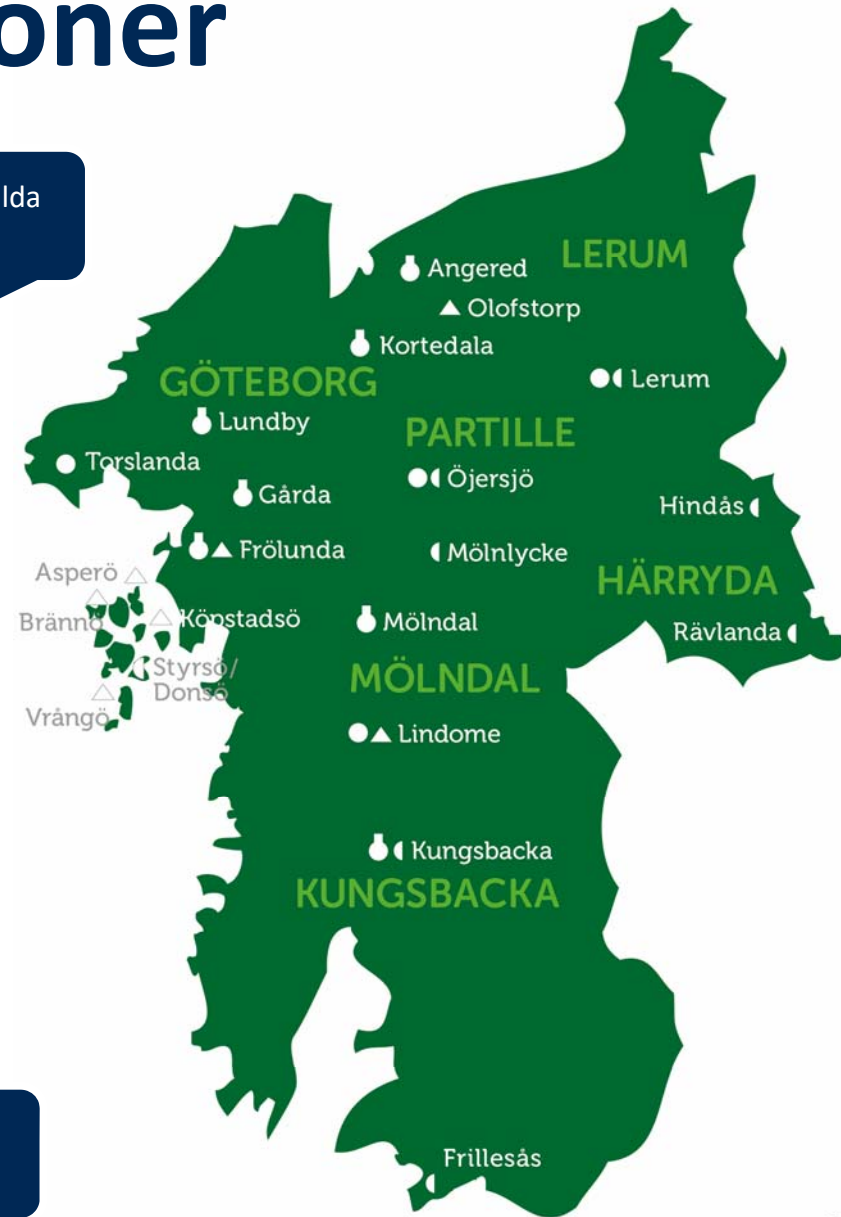 oner
lda
LERUM
Angered
Olofstorp
Kortedala
GÖTEBORG
Lerum
Lundby
PARTILLE
Torslanda
Öjersjö
Gårda
Hindås
Frölunda
Mölnlycke
Asperö
HÄRRYDA
Brännö
Köpstadsö
Mölndal
Rävlanda
Styrsö/
Donsö
MÖLNDAL
Vrångö
Lindome
Kungsbacka
KUNGSBACKA
Frillesås